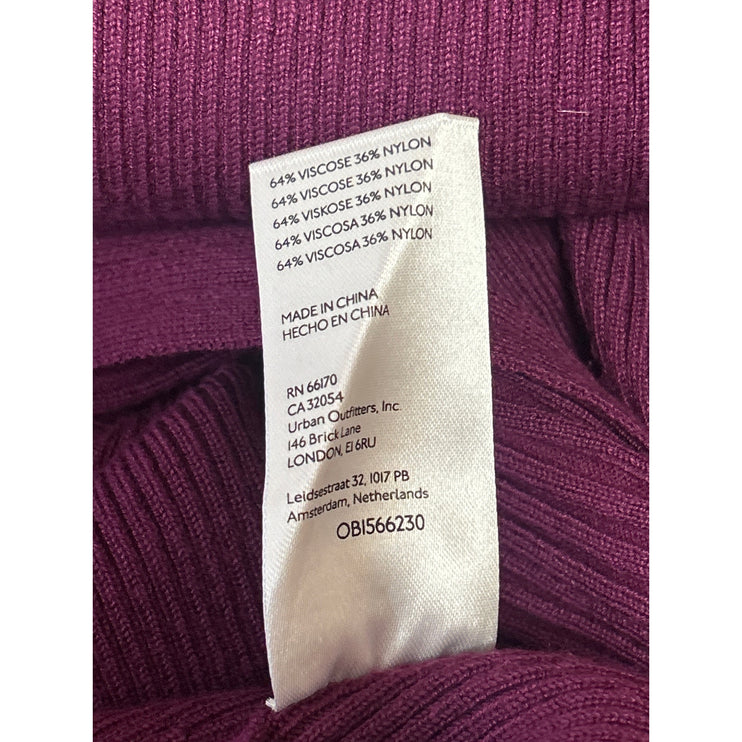 64% VISCOSE 36% NYLON
64% VISCOSE 36% NYLON
64% VISKOSE 36% NYLON
64% VISCOSA 36% NYLON
64% VISCOSA 36% NYLON
MADE IN CHINA
HECHO EN CHINA
RN 66170
CA 32054
Urban Outfitters, Inc.
146 Brick Lane
LONDON, E1 6RU
Leidsestraat 32, 1017 PB
Amsterdam, Netherlands
OB1566230